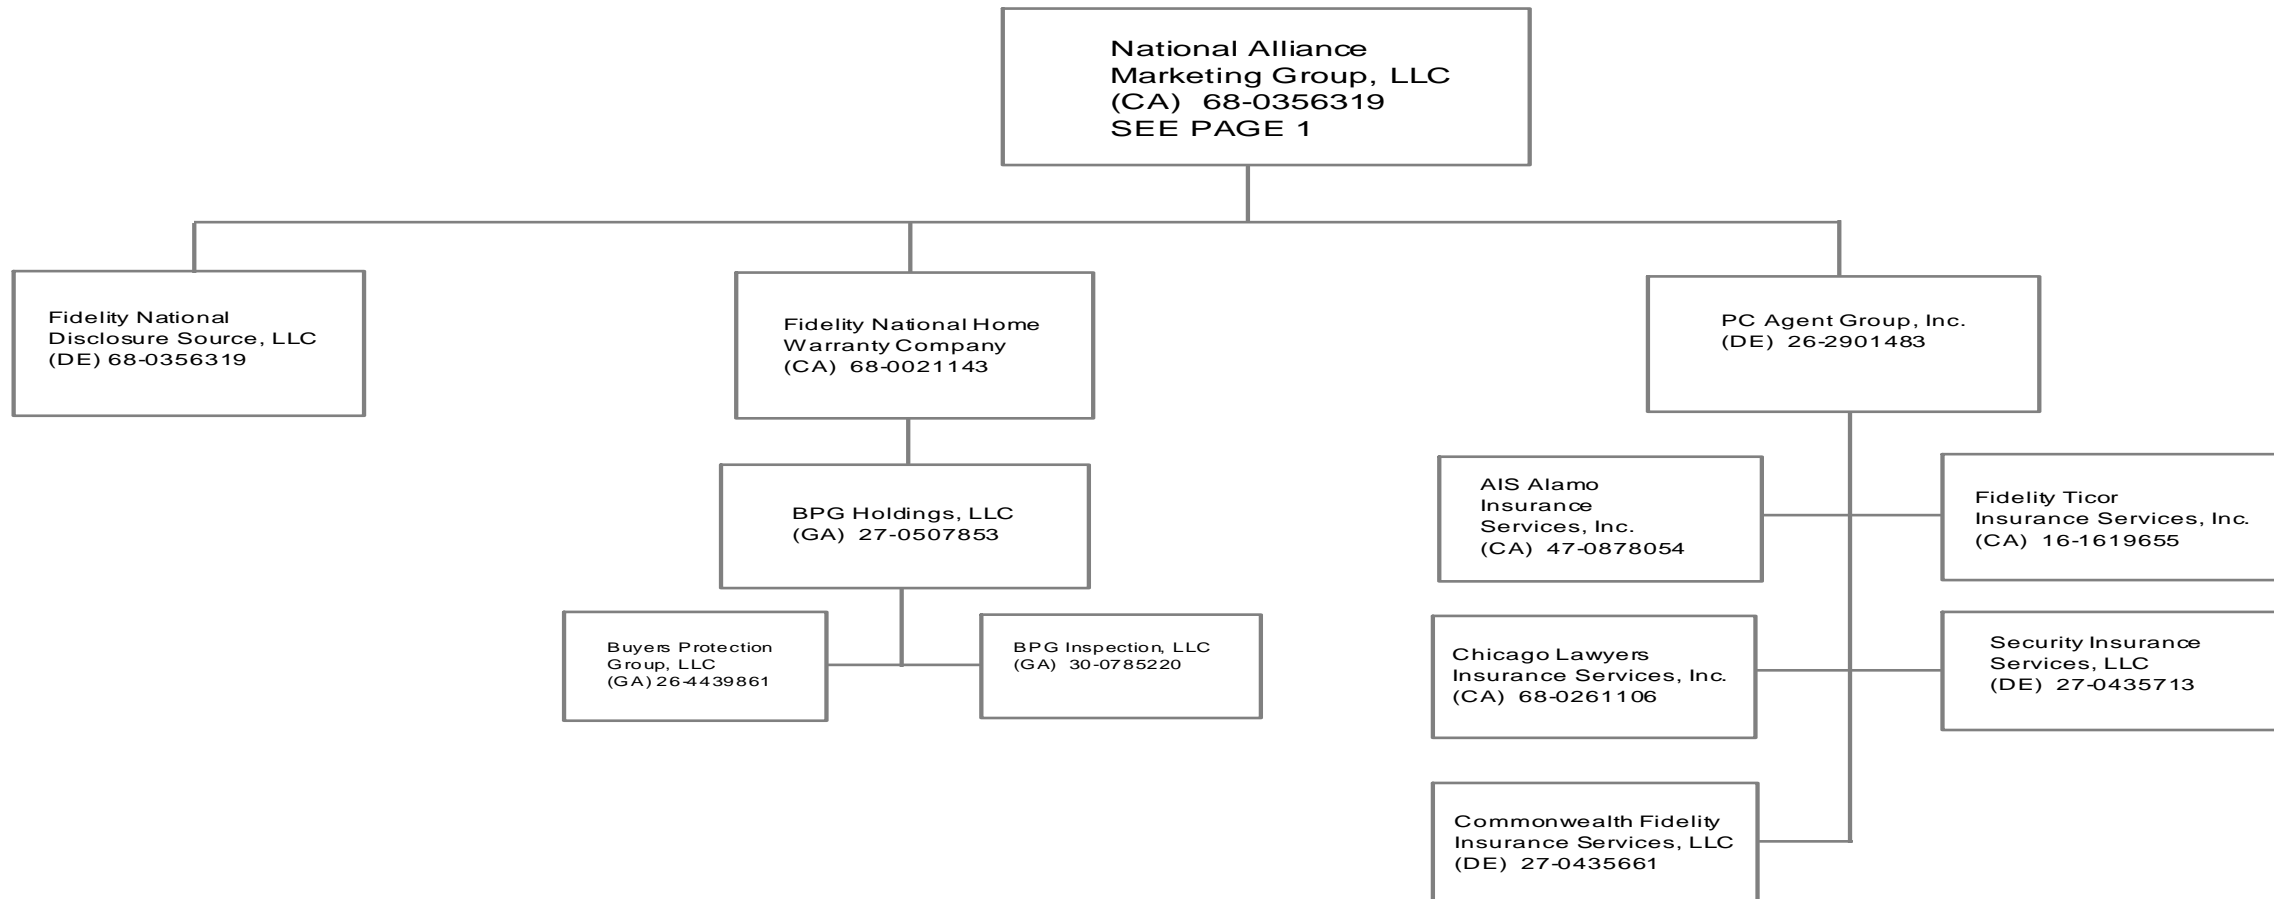 National Alliance
Marketing Group, LLC
(CA) 68-0356319
SEE PAGE 1
Fidelity National
Disclosure Source, LLC
(DE) 68-0356319
Fidelity National Home
Warranty Company
(CA) 68-0021143
PC Agent Group, Inc.
(DE) 26-2901483
BPG Holdings, LLC
(GA) 27-0507853
AIS Alamo
Insurance
Services, Inc.
(CA) 47-0878054
Fidelity Ticor
Insurance Services, Inc.
(CA) 16-1619655
Buyers Protection
Group, LLC
(GA) 26-4439861
BPG Inspection, LLC
(GA) 30-0785220
Chicago Lawyers
Insurance Services, Inc.
(CA) 68-0261106
Security Insurance
Services, LLC
(DE) 27-0435713
Commonwealth Fidelity
Insurance Services, LLC
(DE) 27-0435661